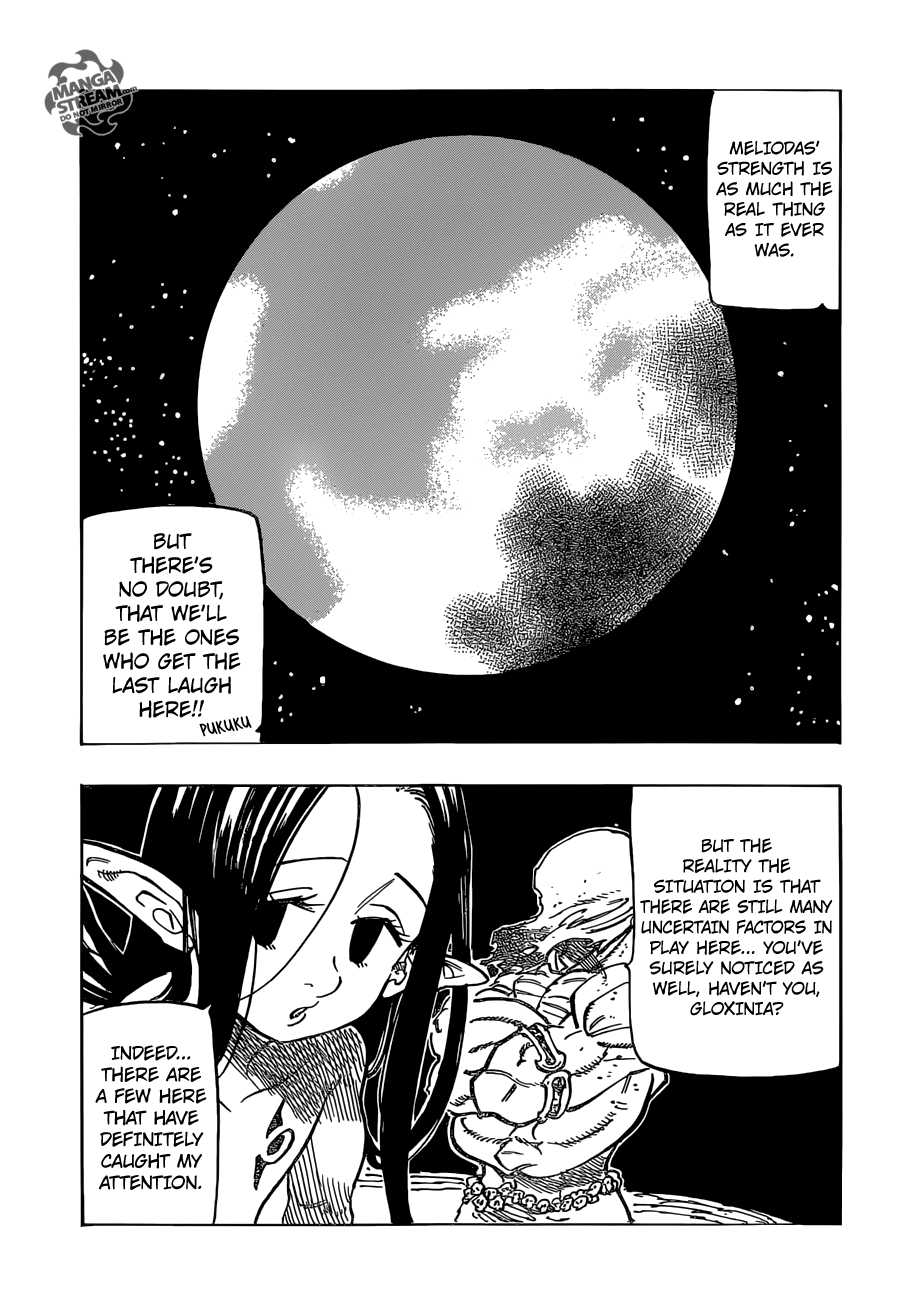 MANGA
STREAM.com
DO NOT MIRROR
MELIODAS'
STRENGTH IS
AS MUCH THE
REAL THING
AS IT EVER
WAS.
BUT
THERE'S
NO DOUBT,
THAT WE'LL
BE THE ONES
WHO GET THE
LAST LAUGH
HERE!!
PUKUKU
BUT THE
REALITY THE
SITUATION IS THAT
THERE ARE STILL MANY
UNCERTAIN FACTORS IN
PLAY HERE... YOU'VE
SURELY NOTICED AS
WELL, HAVEN'T YOU,
GLOXINIA?
INDEED...
THERE ARE
A FEW HERE
THAT HAVE
DEFINITELY
CAUGHT MY
ATTENTION.